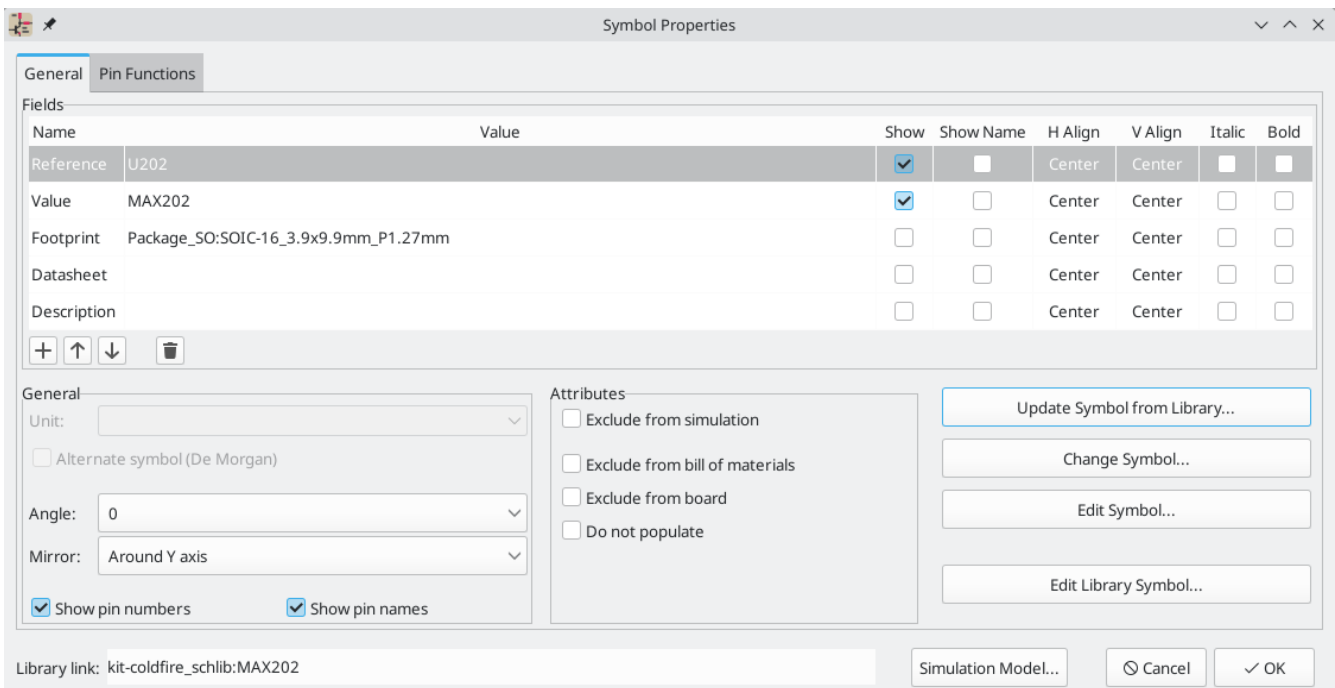 Symbol Properties
General Pin Functions
Fields
Name Value Show Show Name H Align V Align Italic Bold
Reference U202 Center Center
Value MAX202 Center Center
Footprint Package_SO:SOIC-16_3.9x9.9mm_P1.27mm Center Center
Datasheet Center Center
Description Center Center
General
Unit:
Alternate symbol (De Morgan)
Angle: 0
Mirror: Around Y axis
Show pin numbers Show pin names
Attributes
Exclude from simulation
Exclude from bill of materials
Exclude from board
Do not populate
Update Symbol from Library...
Change Symbol...
Edit Symbol...
Edit Library Symbol...
Library link: kit-coldfire_schlib:MAX202 Simulation Model... Cancel OK